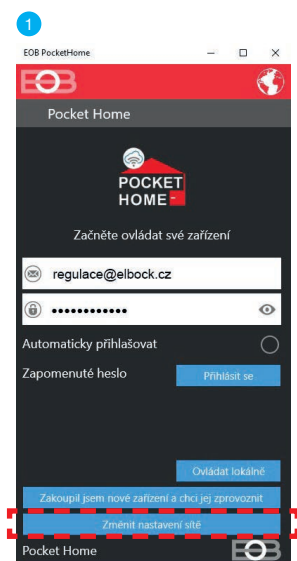 1
EOB PocketHome
EOB
Pocket Home
POCKET
HOME
Začněte ovládat své zařízení
regulace@elbock.cz
••••••••••••
Automaticky přihlašovat
Zapomenuté heslo
Přihlásit se
Ovládat lokálně
Zakoupil jsem nové zařízení a chci jej zprovoznit
Změnit nastavení sítě
Pocket Home
EOB